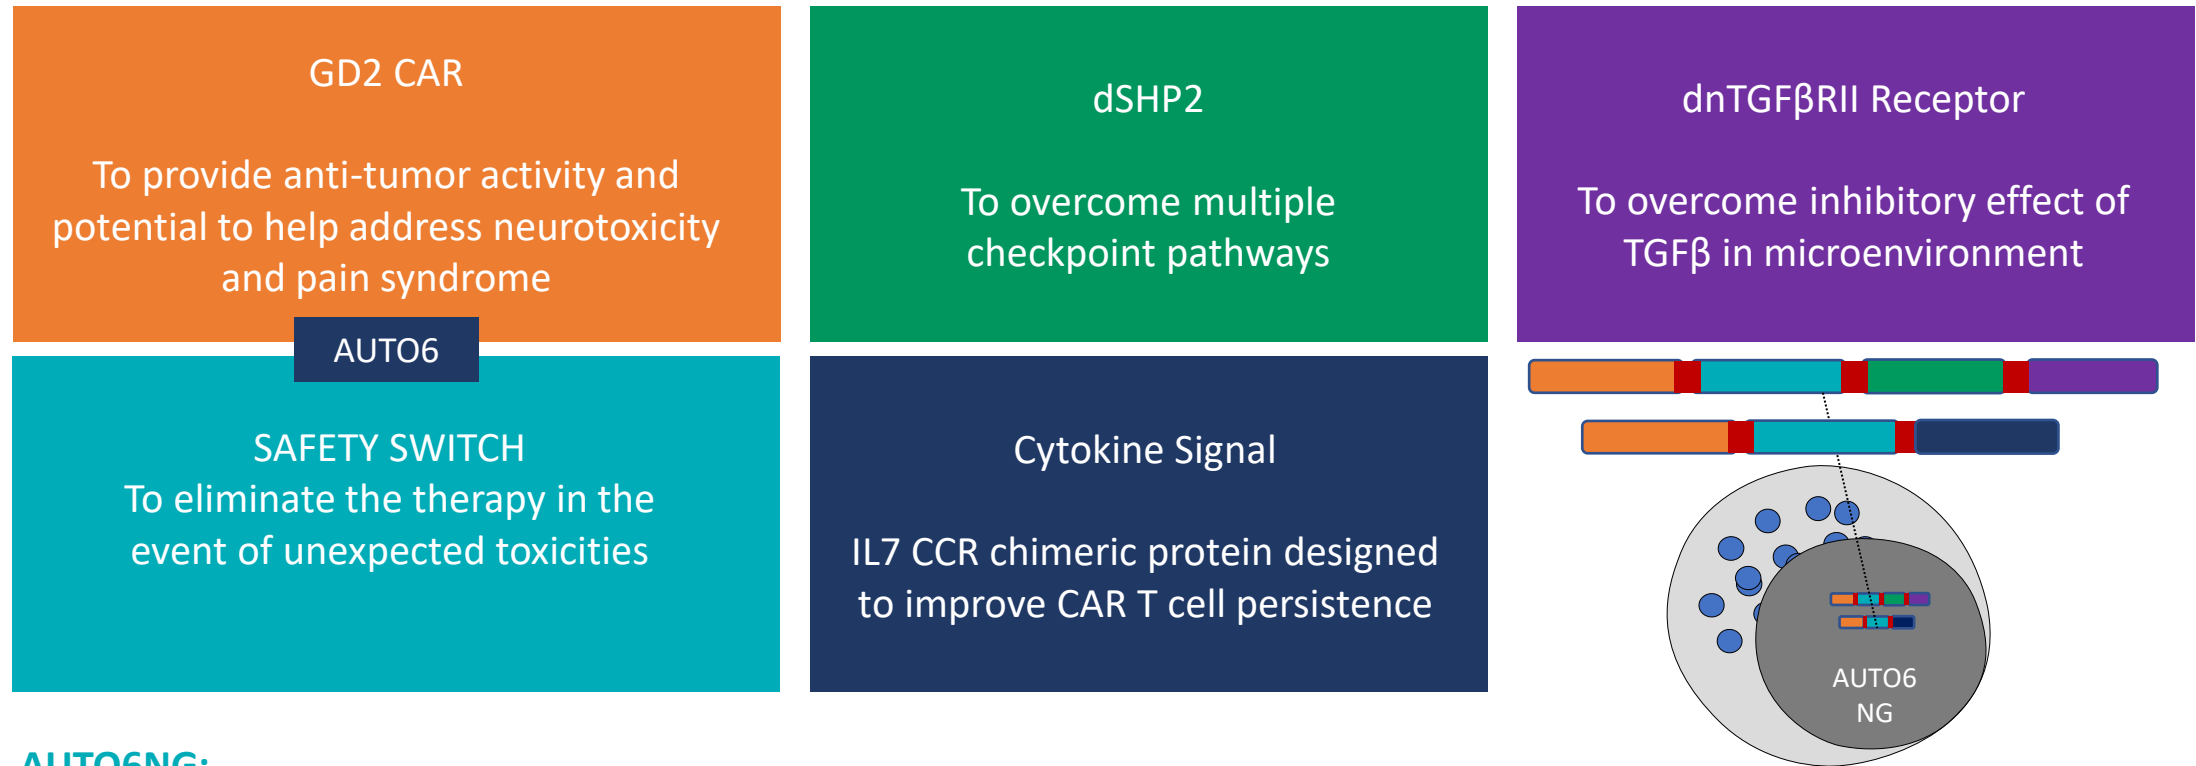 GD2 CAR
To provide anti-tumor activity and
potential to help address neurotoxicity
and pain syndrome
dSHP2
To overcome multiple
checkpoint pathways
dnTGFβRII Receptor
To overcome inhibitory effect of
TGFβ in microenvironment
AUTO6
SAFETY SWITCH
To eliminate the therapy in the
event of unexpected toxicities
Cytokine Signal
IL7 CCR chimeric protein designed
to improve CAR T cell persistence
AUTO6
NG
AUTO6NG: